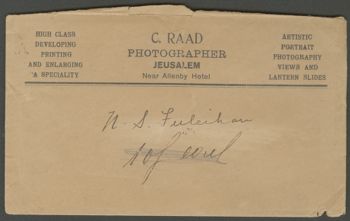 HIGH CLASS
DEVELOPING
PRINTING
AND ENLARGING
A SPECIALITY
C. RAAD
PHOTOGRAPHER
JEUSALEM
Near Allenby Hotel
ARTISTIC
PORTRAIT
PHOTOGRAPHY
VIEWS AND
LANTERN SLIDES
N. S. Fuleihan